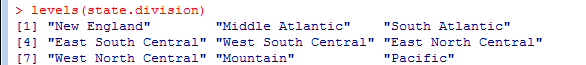 > levels(state.division)
[1] "New England"        "Middle Atlantic"    "South Atlantic"
[4] "East South Central" "West South Central" "East North Central"
[7] "West North Central" "Mountain"           "Pacific"